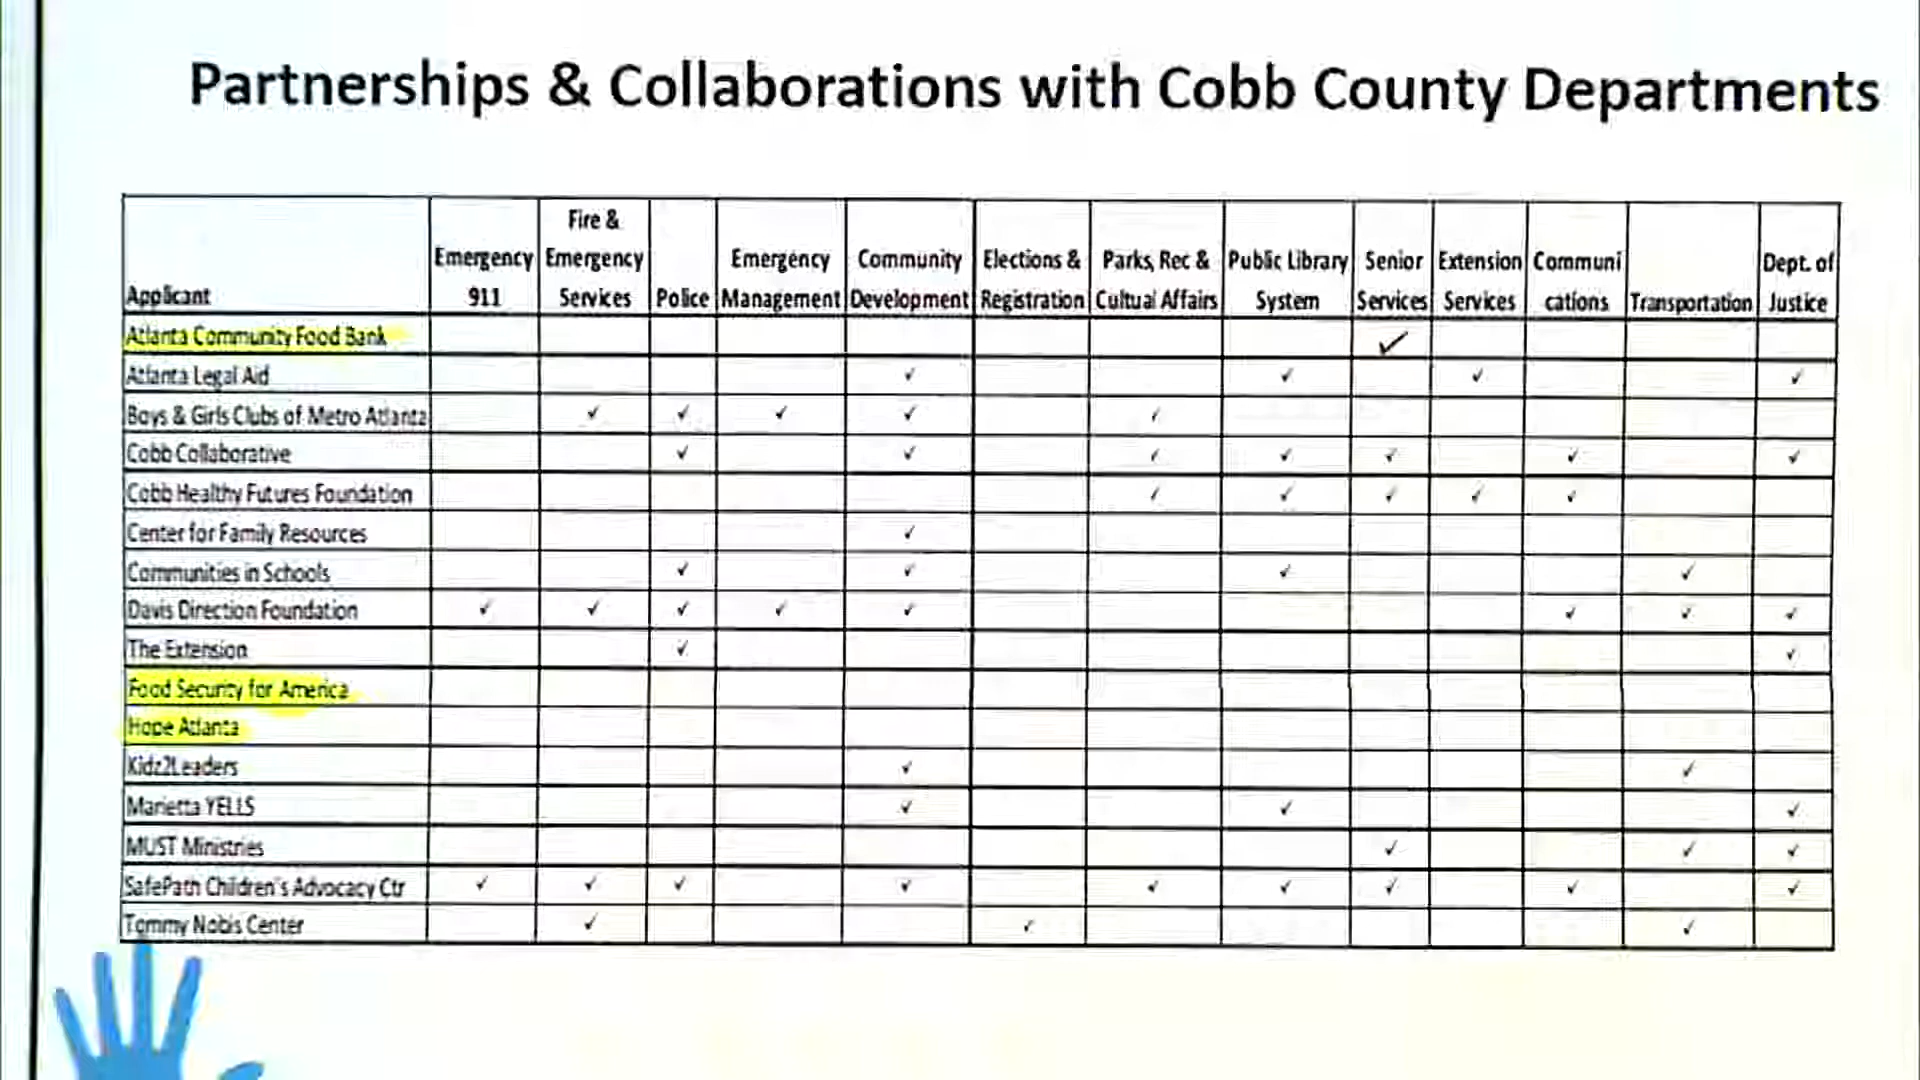 Partnerships & Collaborations with Cobb County Departments
Applicant | Emergency 911 | Fire & Emergency Services | Police | Emergency Management | Community Development | Elections & Registration | Parks, Rec & Cultual Affairs | Public Library System | Senior Services | Extension Services | Communi cations | Transportation | Dept. of Justice
Atlanta Community Food Bank | | | | | | | | | ✓ | | | |
Atlanta Legal Aid | | | | | ✓ | | | ✓ | | ✓ | | | ✓
Boys & Girls Clubs of Metro Atlanta | | ✓ | ✓ | ✓ | ✓ | | ✓ | | | | | |
Cobb Collaborative | | | ✓ | | ✓ | | ✓ | ✓ | ✓ | | ✓ | | ✓
Cobb Healthy Futures Foundation | | | | | | | ✓ | ✓ | ✓ | ✓ | ✓ | |
Center for Family Resources | | | | | ✓ | | | | | | | |
Communities in Schools | | | ✓ | | ✓ | | | ✓ | | | | ✓ |
Davis Direction Foundation | ✓ | ✓ | ✓ | ✓ | ✓ | | | | | | ✓ | ✓ | ✓
The Extension | | | ✓ | | | | | | | | | | ✓
Food Security for America
Hope Atlanta
Kidz2Leaders | | | | | ✓ | | | | | | | ✓ |
Marietta YELLS | | | | | ✓ | | | ✓ | | | | | ✓
MUST Ministries | | | | | | | | | ✓ | | | ✓ | ✓
SafePath Children's Advocacy Ctr | ✓ | ✓ | ✓ | | ✓ | | ✓ | ✓ | ✓ | | ✓ | | ✓
Tommy Nobis Center | | ✓ | | | | ✓ | | | | | | ✓ |